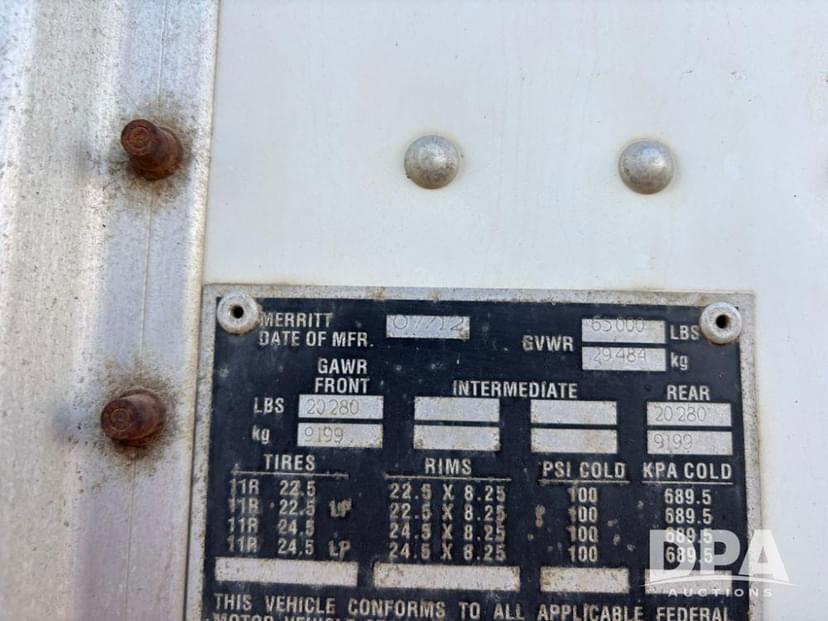 MERRITT
DATE OF MFR. 07/12
GVWR 65000 LBS
29484 kg
GAWR
FRONT INTERMEDIATE REAR
LBS 20280 20280
kg 9199 9199
TIRES RIMS PSI COLD KPA COLD
11R 22.5 22.5 X 8.25 100 689.5
11R 22.5 LP 22.5 X 8.25 100 689.5
11R 24.5 24.5 X 8.25 100 689.5
11R 24.5 LP 24.5 X 8.25 100 689.5
THIS VEHICLE CONFORMS TO ALL APPLICABLE FEDERAL
MOTOR VEHICLE
DPA
AUCTIONS